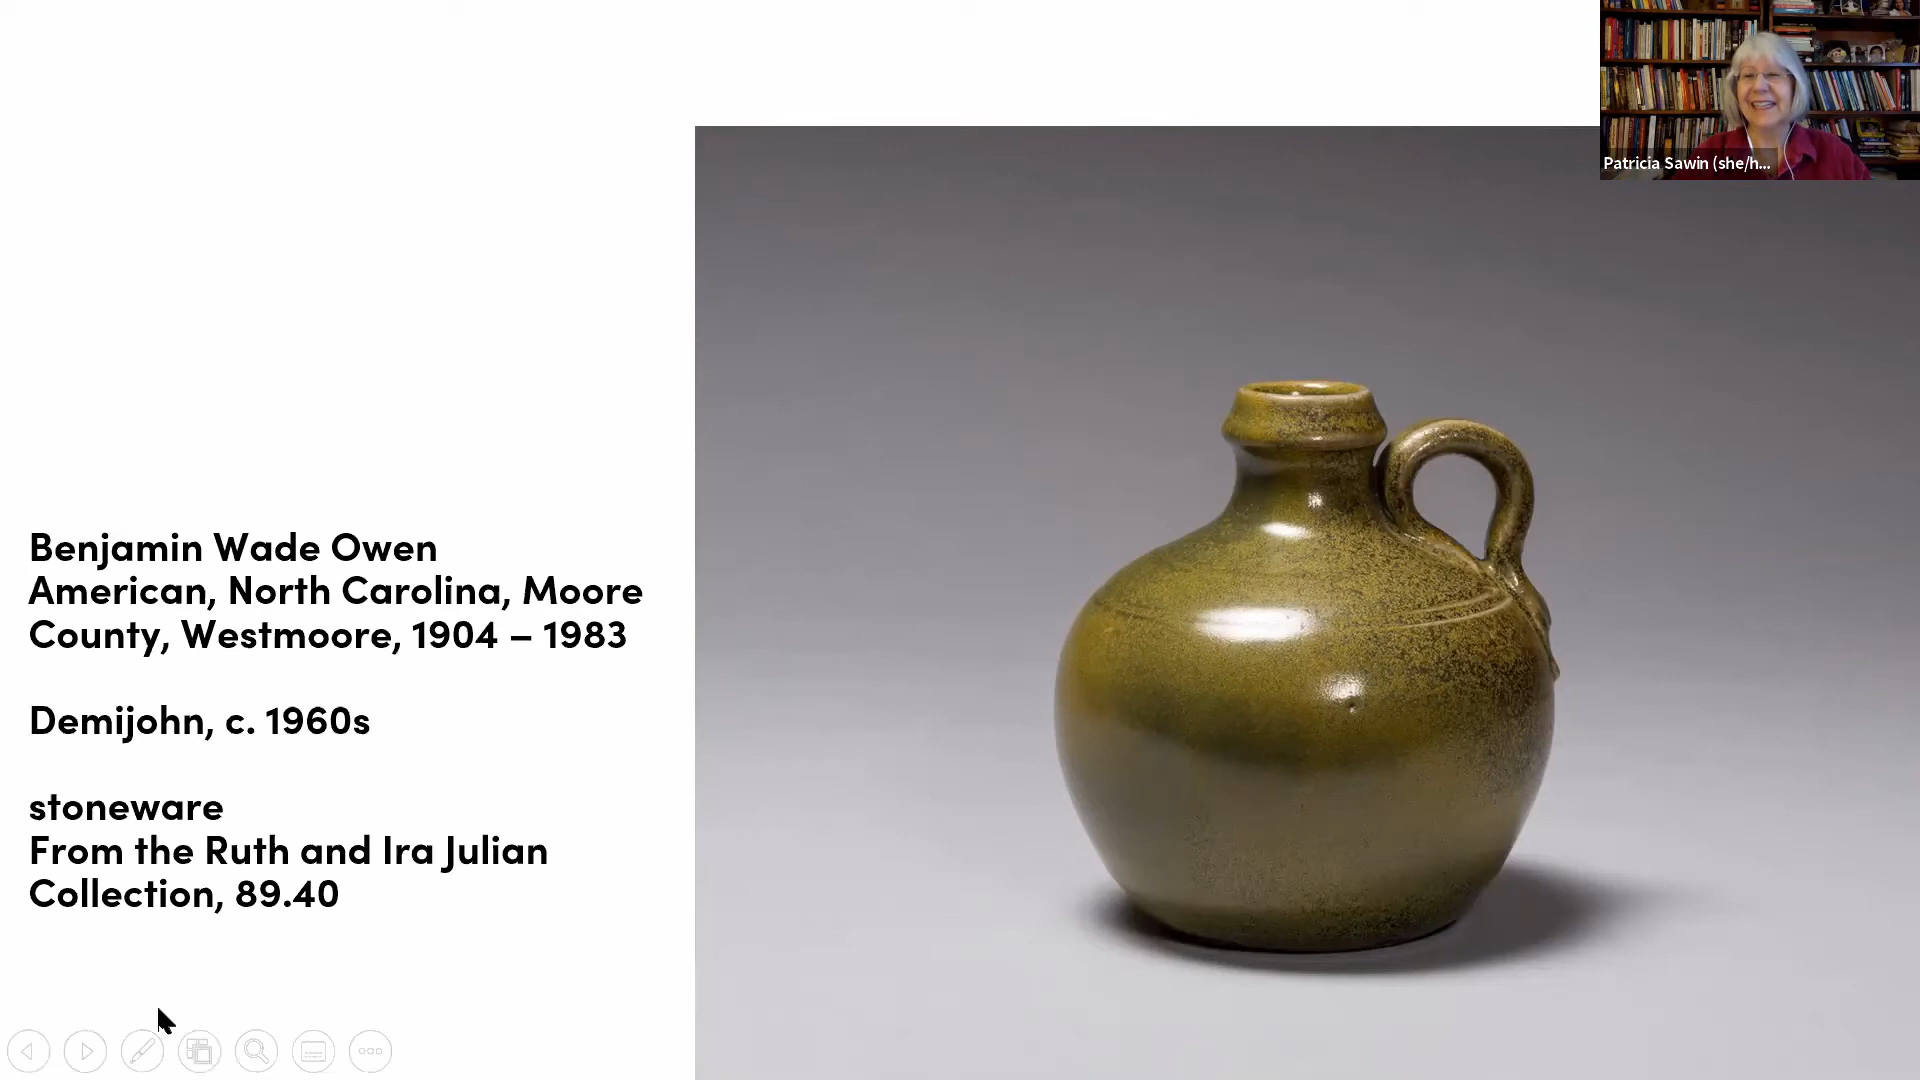 Patricia Sawin (she/h...
Benjamin Wade Owen
American, North Carolina, Moore
County, Westmoore, 1904 – 1983
Demijohn, c. 1960s
stoneware
From the Ruth and Ira Julian
Collection, 89.40